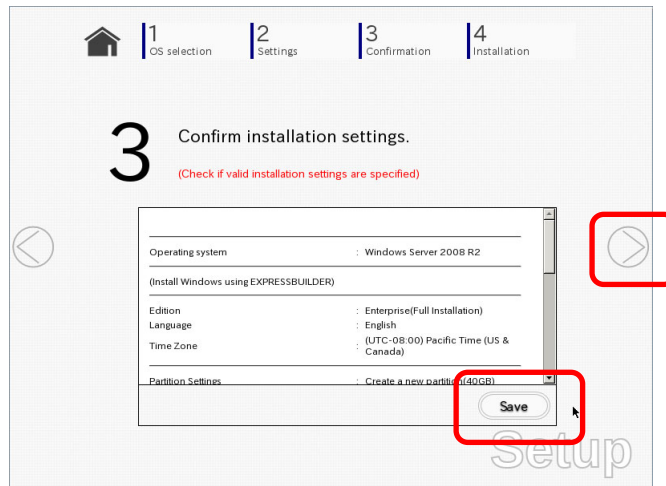 1
OS selection
2
Settings
3
Confirmation
4
Installation
3
Confirm installation settings.
(Check if valid installation settings are specified)
Operating system : Windows Server 2008 R2
(Install Windows using EXPRESSBUILDER)
Edition : Enterprise(Full Installation)
Language : English
Time Zone : (UTC-08:00) Pacific Time (US &
Canada)
Partition Settings : Create a new partition(40GB)
Save
Setup